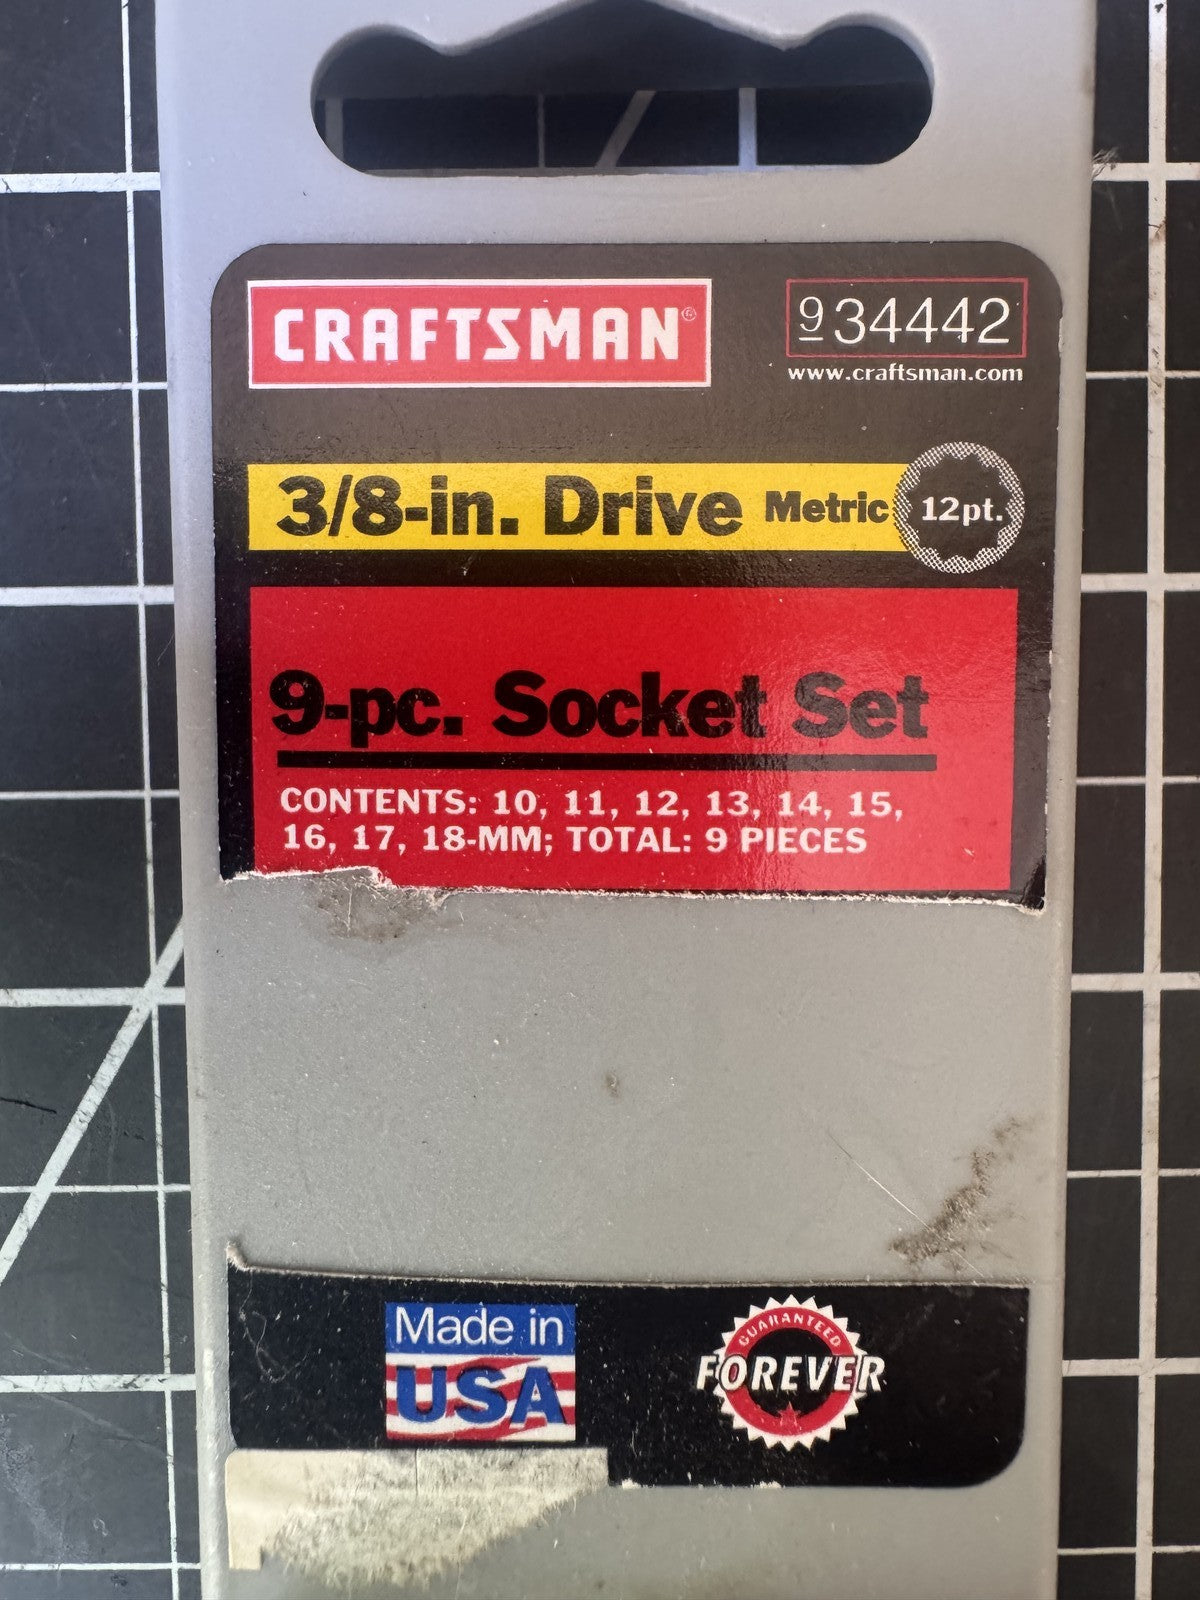 CRAFTSMAN®
934442
www.craftsman.com
3/8-in. Drive Metric 12pt.
9-pc. Socket Set
CONTENTS: 10, 11, 12, 13, 14, 15,
16, 17, 18-MM; TOTAL: 9 PIECES
Made in
USA
GUARANTEED
FOREVER